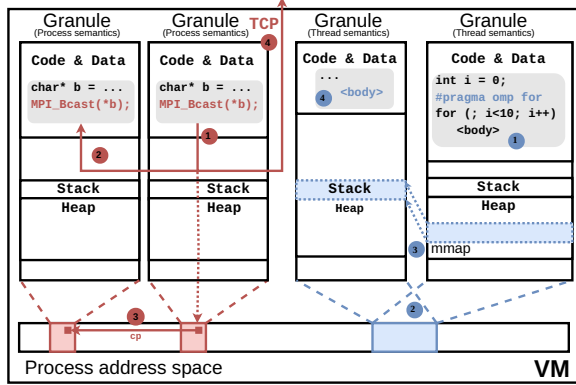 Granule
(Process semantics)
Code & Data
char* b = ...
MPI_Bcast(*b);
2
Stack
Heap
Granule
(Process semantics)
TCP
4
Code & Data
char* b = ...
MPI_Bcast(*b);
1
Stack
Heap
Granule
(Thread semantics)
Code & Data
...
4 <body>
Stack
Heap
Granule
(Thread semantics)
Code & Data
int i = 0;
#pragma omp for
for (; i<10; i++)
<body>
1
Stack
Heap
3 mmap
2
3
cp
Process address space
VM